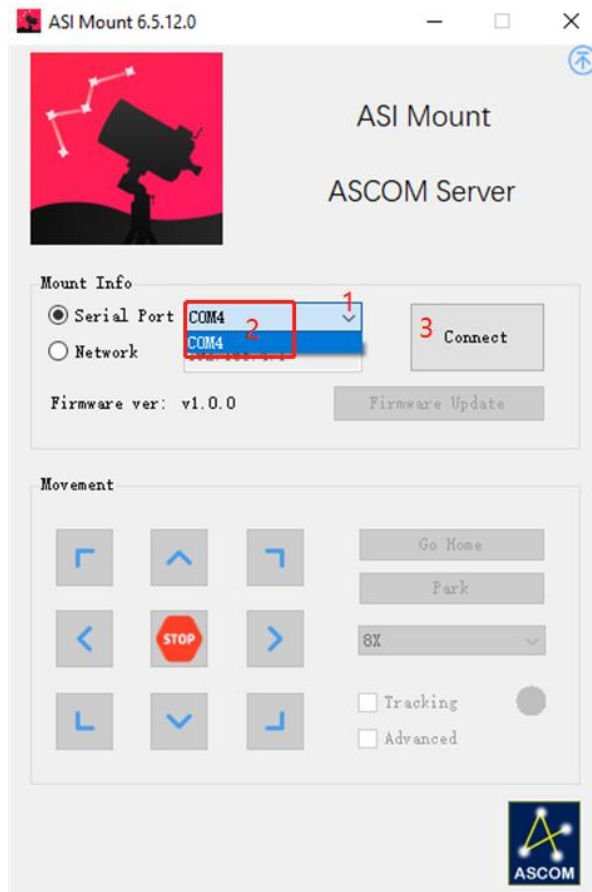 ASI Mount 6.5.12.0
ASI Mount
ASCOM Server
Mount Info
Serial Port COM4 1
COM4 2
3 Connect
Network
Firmware ver: v1.0.0 Firmware Update
Movement
Go Home
Park
STOP 8X
Tracking
Advanced
ASCOM